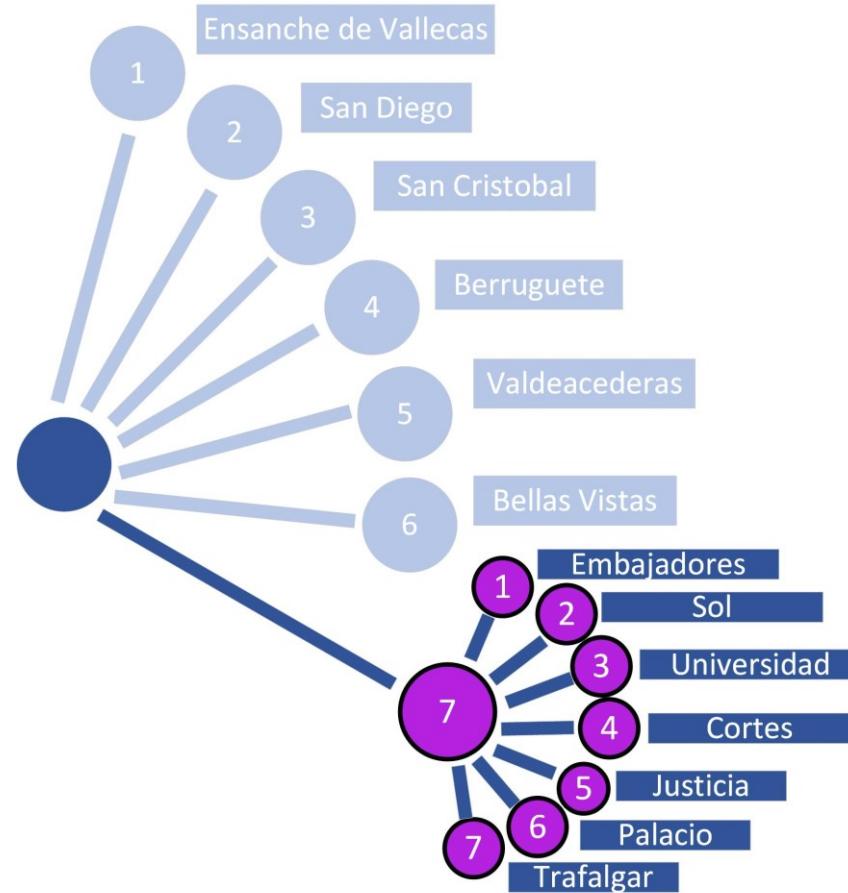 1 Ensanche de Vallecas
2 San Diego
3 San Cristobal
4 Berruguete
5 Valdeacederas
6 Bellas Vistas
7
1 Embajadores
2 Sol
3 Universidad
4 Cortes
5 Justicia
6 Palacio
7 Trafalgar